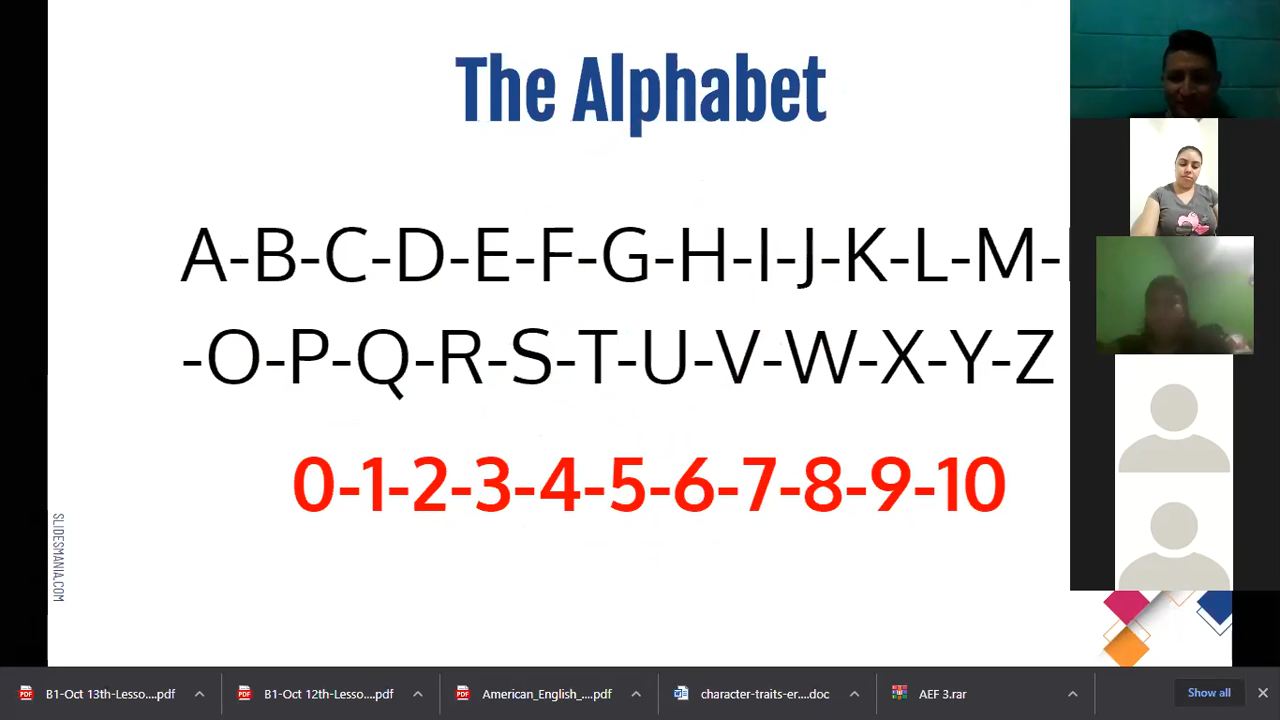 The Alphabet
A-B-C-D-E-F-G-H-I-J-K-L-M-
-O-P-Q-R-S-T-U-V-W-X-Y-Z
0-1-2-3-4-5-6-7-8-9-10
SLIDESMANIA.COM
B1-Oct 13th-Lesso....pdf
B1-Oct 12th-Lesso....pdf
American_English_....pdf
character-traits-er....doc
AEF 3.rar
Show all